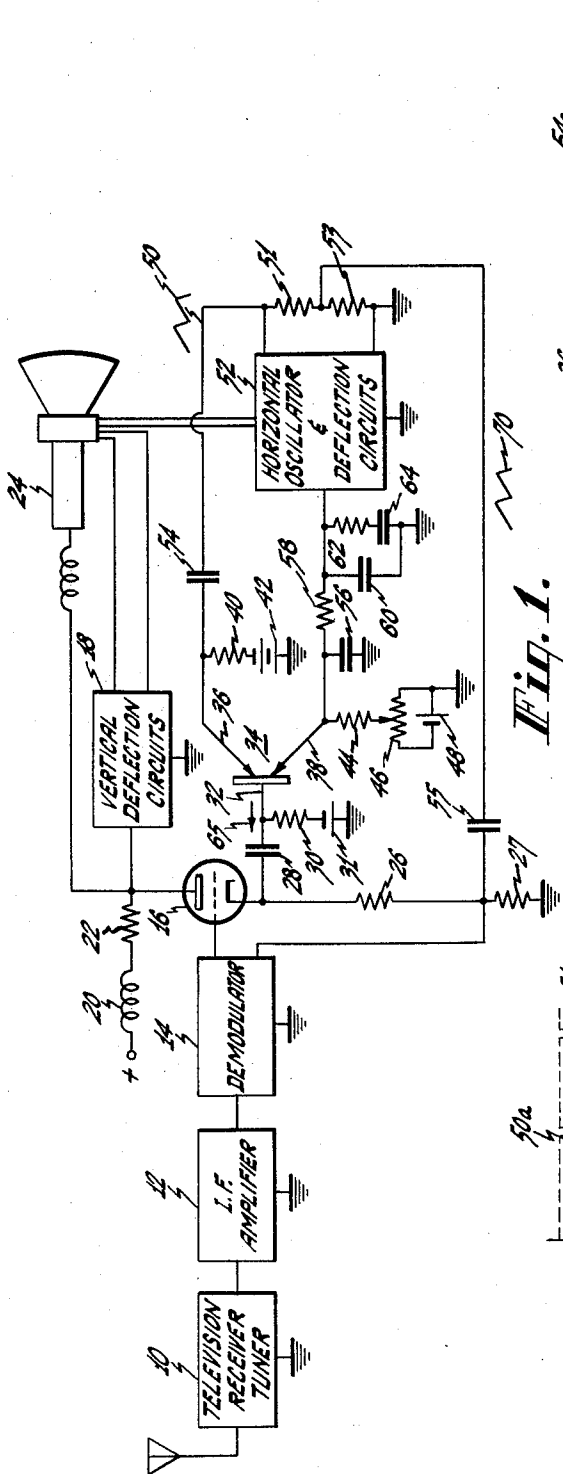 TELEVISION
RECEIVER
TUNER
10
I.F.
AMPLIFIER
12
DEMODULATOR
14
+
20
22
16
VERTICAL
DEFLECTION
CIRCUITS
18
24
26
27
28
30
31
32
65
34
36
38
40
42
44
46
48
54
56
58
60
62
64
HORIZONTAL
OSCILLATOR
&
DEFLECTION
CIRCUITS
52
50
51
53
55
70
Fig. 1.
50a